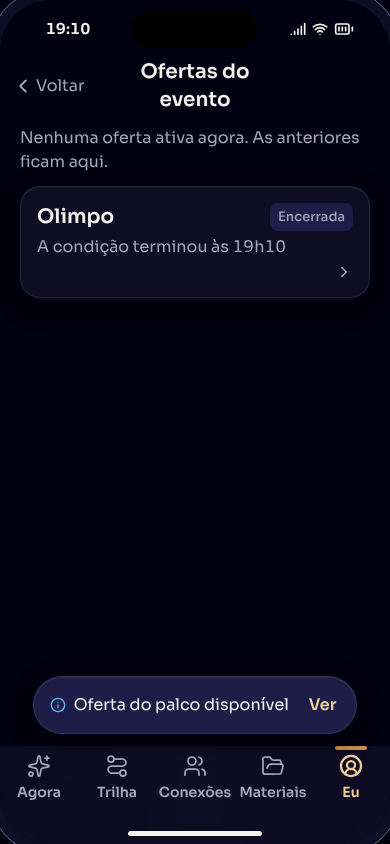 19:10
Voltar
Ofertas do
evento
Nenhuma oferta ativa agora. As anteriores
ficam aqui.
Olimpo
Encerrada
A condição terminou às 19h10
Oferta do palco disponível
Ver
Agora
Trilha
Conexões
Materiais
Eu